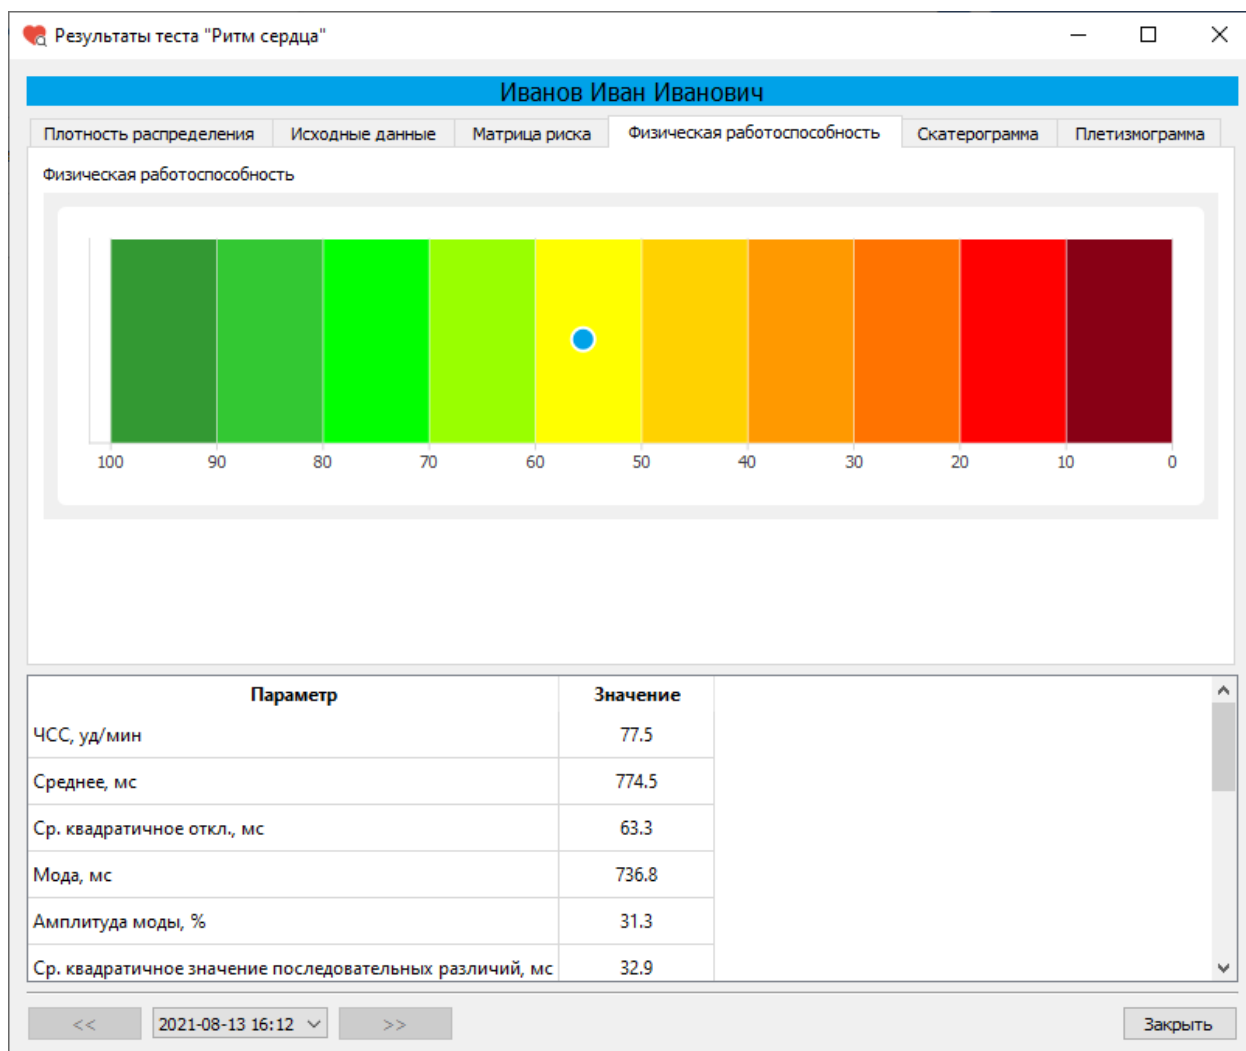 Результаты теста "Ритм сердца"
Иванов Иван Иванович
Плотность распределения Исходные данные Матрица риска Физическая работоспособность Скатерограмма Плетизмограмма
Физическая работоспособность
100 90 80 70 60 50 40 30 20 10 0
Параметр Значение
ЧСС, уд/мин 77.5
Среднее, мс 774.5
Ср. квадратичное откл., мс 63.3
Мода, мс 736.8
Амплитуда моды, % 31.3
Ср. квадратичное значение последовательных различий, мс 32.9
<< 2021-08-13 16:12 >> Закрыть